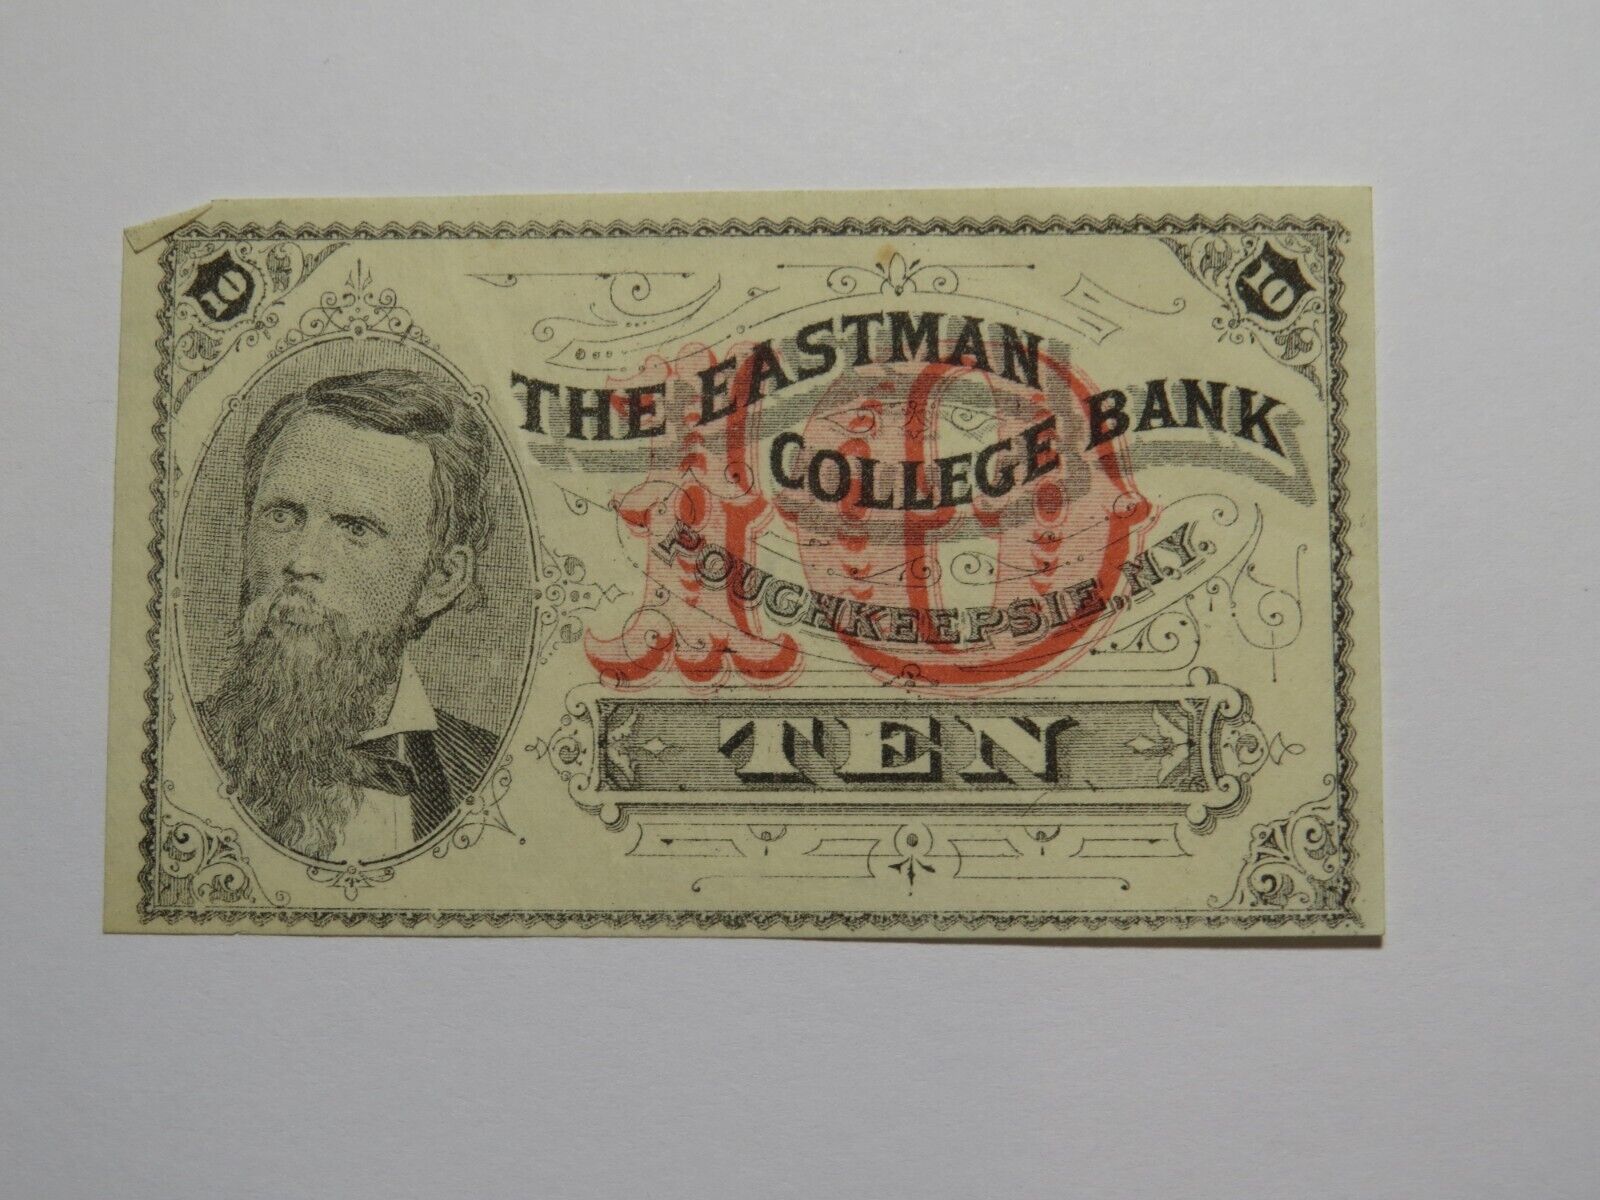 10
10
THE EASTMAN
COLLEGE BANK
10
POUGHKEEPSIE, N.Y.
TEN